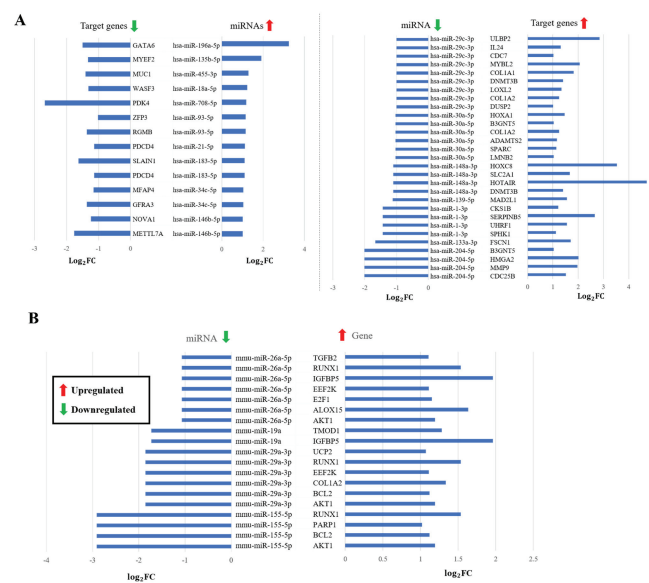 A
Target genes
miRNAs
GATA6 hsa-miR-196a-5p
MYEF2 hsa-miR-135b-5p
MUC1 hsa-miR-455-3p
WASF3 hsa-miR-18a-5p
PDK4 hsa-miR-708-5p
ZFP3 hsa-miR-93-5p
RGMB hsa-miR-93-5p
PDCD4 hsa-miR-21-5p
SLAIN1 hsa-miR-183-5p
PDCD4 hsa-miR-183-5p
MFAP4 hsa-miR-34c-5p
GFRA3 hsa-miR-34c-5p
NOVA1 hsa-miR-146b-5p
METTL7A hsa-miR-146b-5p
-3 -2 -1 0 0 2 4
Log2FC Log2FC
miRNA
Target genes
hsa-miR-29c-3p ULBP2
hsa-miR-29c-3p IL24
hsa-miR-29c-3p CDC7
hsa-miR-29c-3p MYBL2
hsa-miR-29c-3p COL1A1
hsa-miR-29c-3p DNMT3B
hsa-miR-29c-3p LOXL2
hsa-miR-29c-3p COL1A2
hsa-miR-29c-3p DUSP2
hsa-miR-30a-5p HOXA1
hsa-miR-30a-5p B3GNT5
hsa-miR-30a-5p COL1A2
hsa-miR-30a-5p ADAMTS2
hsa-miR-30a-5p SPARC
hsa-miR-30a-5p LMNB2
hsa-miR-148a-3p HOXC8
hsa-miR-148a-3p SLC2A1
hsa-miR-148a-3p HOTAIR
hsa-miR-148a-3p DNMT3B
hsa-miR-139-5p MAD2L1
hsa-miR-1-3p CKS1B
hsa-miR-1-3p SERPINB5
hsa-miR-1-3p UHRF1
hsa-miR-1-3p SPHK1
hsa-miR-133a-3p FSCN1
hsa-miR-204-5p B3GNT5
hsa-miR-204-5p HMGA2
hsa-miR-204-5p MMP9
hsa-miR-204-5p CDC25B
-3 -2 -1 0 0 1 2 3 4
Log2FC Log2FC
B
miRNA
Gene
Upregulated
Downregulated
mmu-miR-26a-5p TGFB2
mmu-miR-26a-5p RUNX1
mmu-miR-26a-5p IGFBP5
mmu-miR-26a-5p EEF2K
mmu-miR-26a-5p E2F1
mmu-miR-26a-5p ALOX15
mmu-miR-26a-5p AKT1
mmu-miR-19a TMOD1
mmu-miR-19a IGFBP5
mmu-miR-29a-3p UCP2
mmu-miR-29a-3p RUNX1
mmu-miR-29a-3p EEF2K
mmu-miR-29a-3p COL1A2
mmu-miR-29a-3p BCL2
mmu-miR-29a-3p AKT1
mmu-miR-155-5p RUNX1
mmu-miR-155-5p PARP1
mmu-miR-155-5p BCL2
mmu-miR-155-5p AKT1
-4 -3 -2 -1 0 0 0.5 1 1.5 2 2.5
log2FC log2FC